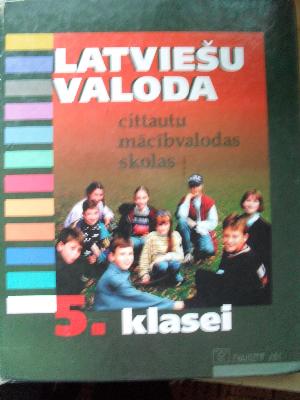 LATVIEŠU
VALODA
cittautu
mācībvalodas
skolas
5. klasei